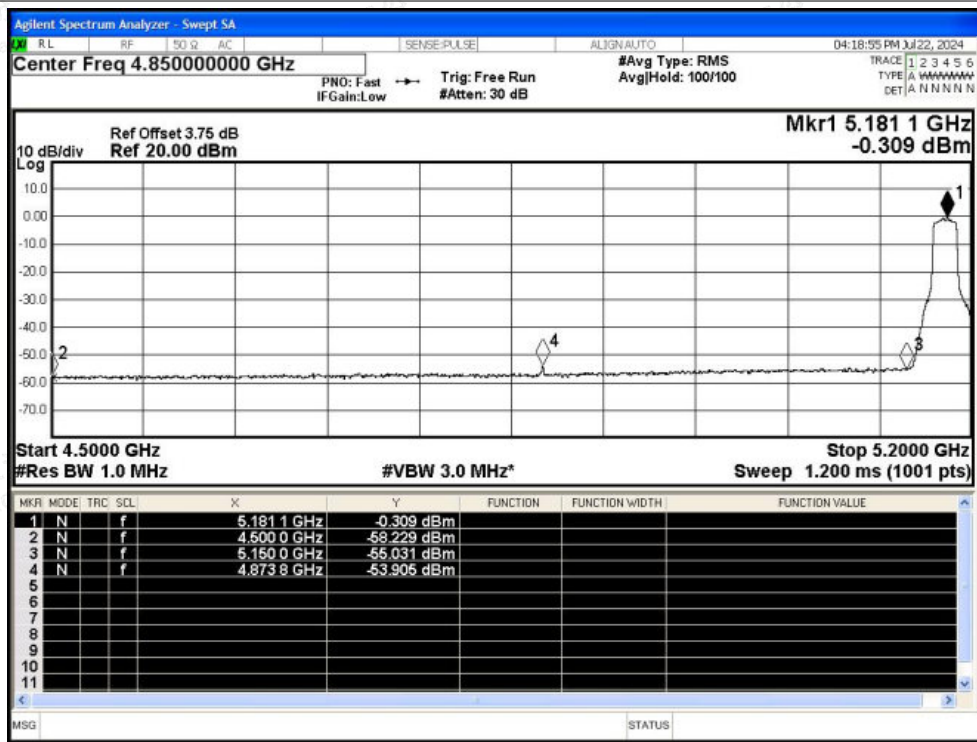 Agilent Spectrum Analyzer - Swept SA
LXI RL RF 50 Ω AC SENSE:PULSE ALIGNAUTO 04:18:55 PM Jul 22, 2024
Center Freq 4.850000000 GHz #Avg Type: RMS TRACE 1 2 3 4 5 6
PNO: Fast Trig: Free Run Avg|Hold: 100/100 TYPE A WWWWW
IFGain:Low #Atten: 30 dB DET A N N N N N
Mkr1 5.181 1 GHz
Ref Offset 3.75 dB
10 dB/div Ref 20.00 dBm -0.309 dBm
Log
10.0
1
0.00
-10.0
-20.0
-30.0
-40.0
-50.0 2 4 3
-60.0
-70.0
Start 4.5000 GHz Stop 5.2000 GHz
#Res BW 1.0 MHz #VBW 3.0 MHz* Sweep 1.200 ms (1001 pts)
MKR MODE TRC SCL X Y FUNCTION FUNCTION WIDTH FUNCTION VALUE
1 N f 5.181 1 GHz -0.309 dBm
2 N f 4.500 0 GHz -58.229 dBm
3 N f 5.150 0 GHz -55.031 dBm
4 N f 4.873 8 GHz -53.905 dBm
5
6
7
8
9
10
11
MSG STATUS